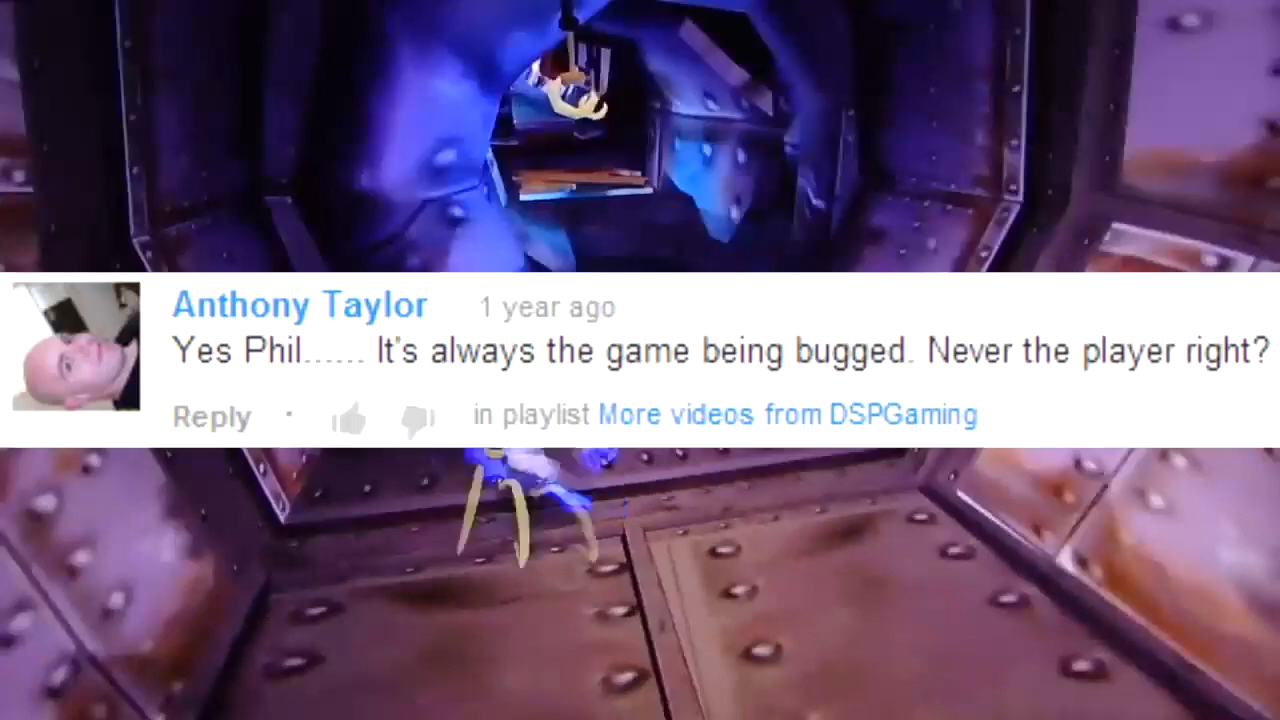 Anthony Taylor 1 year ago
Yes Phil...... It's always the game being bugged. Never the player right?
Reply · in playlist More videos from DSPGaming